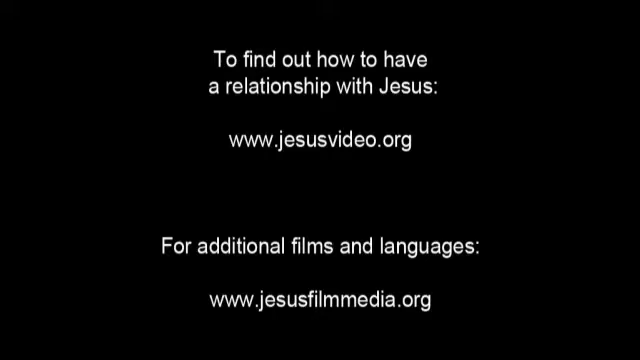 To find out how to have
a relationship with Jesus:
www.jesusvideo.org
For additional films and languages:
www.jesusfilmmedia.org